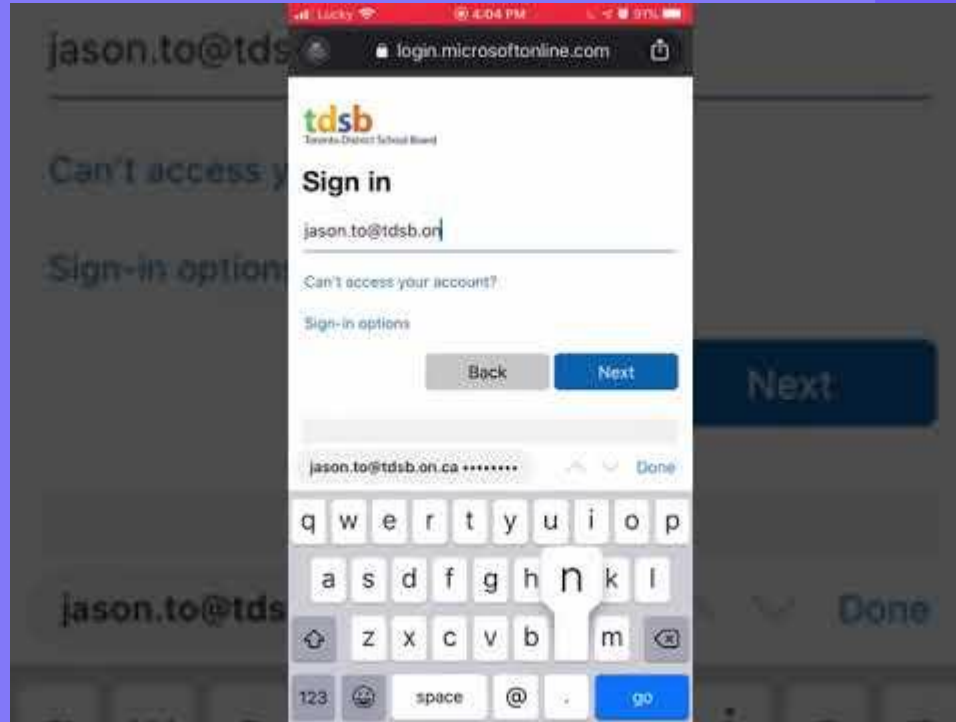 Lucky 4:04 PM 91%
login.microsoftonline.com
tdsb
Toronto District School Board
Sign in
jason.to@tdsb.on
Can't access your account?
Sign-in options
Back Next
jason.to@tdsb.on.ca •••••••• Done
q w e r t y u i o p
a s d f g h n k l
z x c v b m
123 space @ . go
jason.to@tds
Can't access y
Sign-in option
Next
jason.to@tds
Done